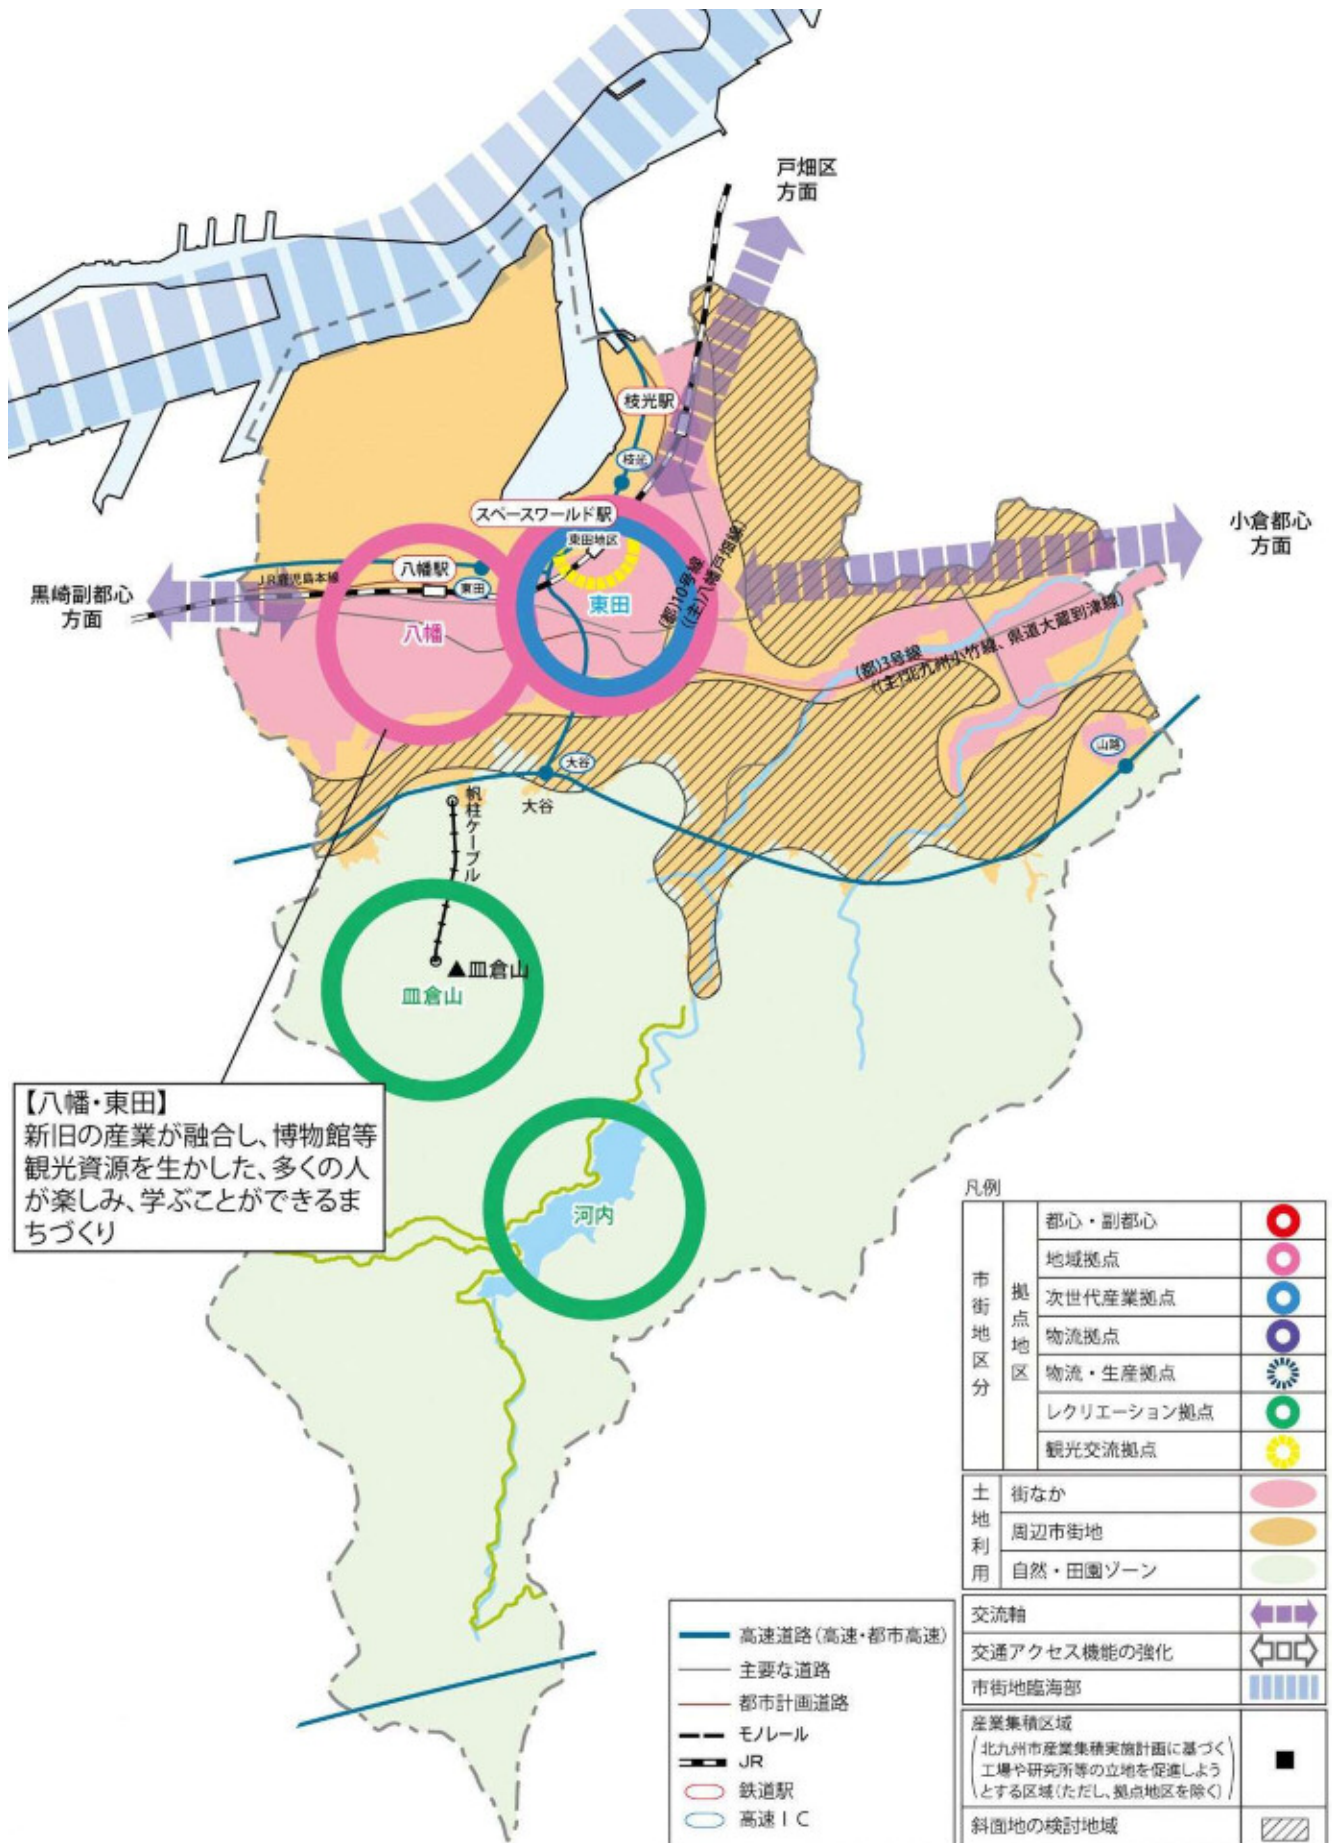 戸畑区
方面
枝光駅
枝光
スペースワールド駅
東田地区
小倉都心
方面
黒崎副都心
方面
JR鹿児島本線
八幡駅
東田
八幡
東田
(都)10号線
((主)八幡戸畑線)
(都)3号線
((主)北九州小竹線、県道大蔵到津線)
山路
大谷
大谷
帆柱ケーブル
▲皿倉山
皿倉山
【八幡・東田】
新旧の産業が融合し、博物館等
観光資源を生かした、多くの人
が楽しみ、学ぶことができるま
ちづくり
河内
凡例
市街地区分
拠点地区
都心・副都心
地域拠点
次世代産業拠点
物流拠点
物流・生産拠点
レクリエーション拠点
観光交流拠点
土地利用
街なか
周辺市街地
自然・田園ゾーン
交流軸
交通アクセス機能の強化
市街地臨海部
産業集積区域
(北九州市産業集積実施計画に基づく
工場や研究所等の立地を促進しよう
とする区域(ただし、拠点地区を除く))
斜面地の検討地域
高速道路(高速・都市高速)
主要な道路
都市計画道路
モノレール
JR
鉄道駅
高速IC